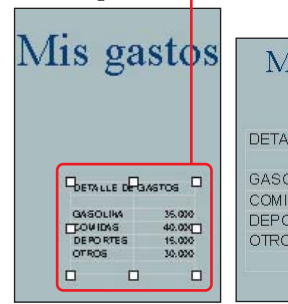 Mis gastos
DETALLE DE GASTOS
GASOLINA 35.000
COMIDAS 40.000
DEPORTES 15.000
OTROS 30.000
M
DETA
GASO
COMI
DEPO
OTRO